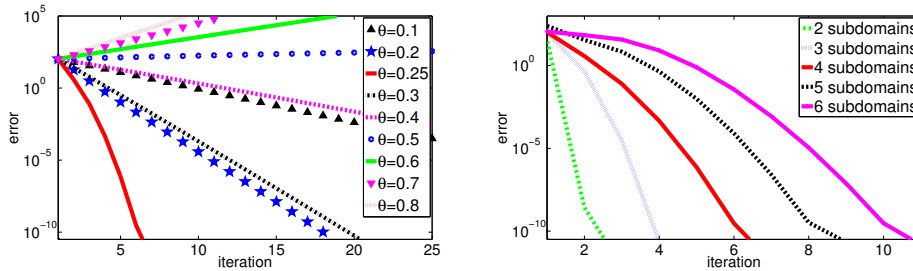 error
10^5
10^0
10^-5
10^-10
5
10
15
20
25
iteration
θ=0.1
θ=0.2
θ=0.25
θ=0.3
θ=0.4
θ=0.5
θ=0.6
θ=0.7
θ=0.8
error
10^0
10^-5
10^-10
2
4
6
8
10
iteration
2 subdomains
3 subdomains
4 subdomains
5 subdomains
6 subdomains